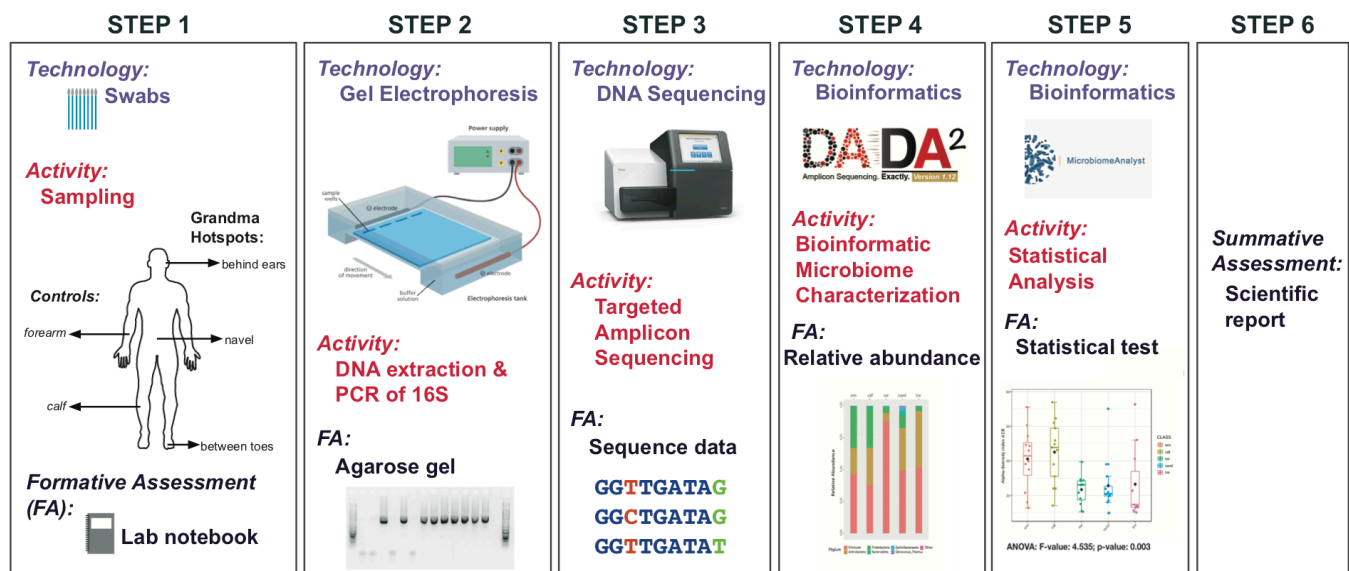 STEP 1
Technology:
Swabs
Activity:
Sampling
Grandma
Hotspots:
behind ears
Controls:
forearm
navel
calf
between toes
Formative Assessment
(FA):
Lab notebook
STEP 2
Technology:
Gel Electrophoresis
Power supply
sample
wells
electrode
direction
of movement
electrode
buffer
solution
Electrophoresis tank
Activity:
DNA extraction &
PCR of 16S
FA:
Agarose gel
STEP 3
Technology:
DNA Sequencing
Activity:
Targeted
Amplicon
Sequencing
FA:
Sequence data
GGTTGATAG
GGCTGATAG
GGTTGATAT
STEP 4
Technology:
Bioinformatics
DADA2
Amplicon Sequencing. Exactly. Version 1.12
Activity:
Bioinformatic
Microbiome
Characterization
FA:
Relative abundance
Relative Abundance
Phylum
STEP 5
Technology:
Bioinformatics
MicrobiomeAnalyst
Activity:
Statistical
Analysis
FA:
Statistical test
CLASS
ANOVA: F-value: 4.535; p-value: 0.003
STEP 6
Summative
Assessment:
Scientific
report